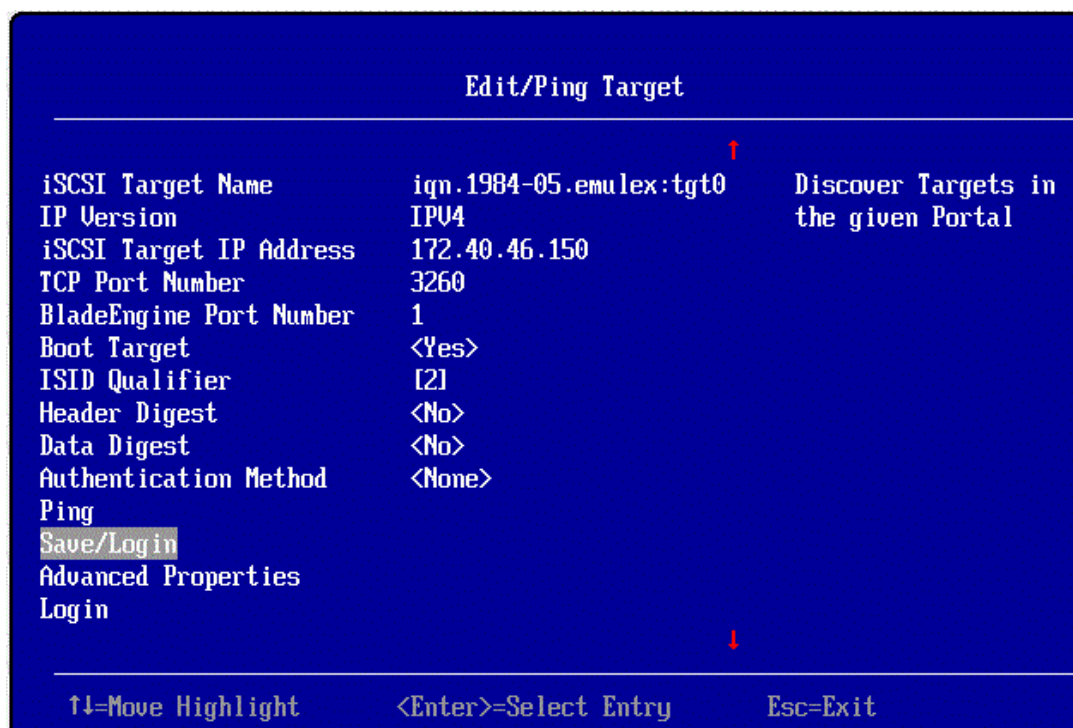 Edit/Ping Target
↑
iSCSI Target Name iqn.1984-05.emulex:tgt0 Discover Targets in
IP Version IPV4 the given Portal
iSCSI Target IP Address 172.40.46.150
TCP Port Number 3260
BladeEngine Port Number 1
Boot Target <Yes>
ISID Qualifier [2]
Header Digest <No>
Data Digest <No>
Authentication Method <None>
Ping
Save/Login
Advanced Properties
Login
↓
↑↓=Move Highlight <Enter>=Select Entry Esc=Exit